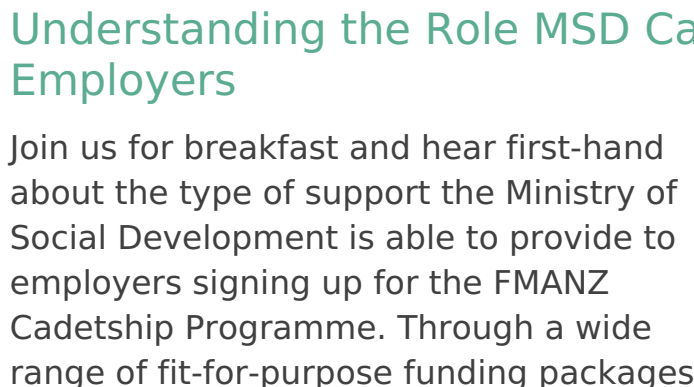 Understanding the Role MSD Ca
Employers
Join us for breakfast and hear first-hand
about the type of support the Ministry of
Social Development is able to provide to
employers signing up for the FMANZ
Cadetship Programme. Through a wide
range of fit-for-purpose funding packages